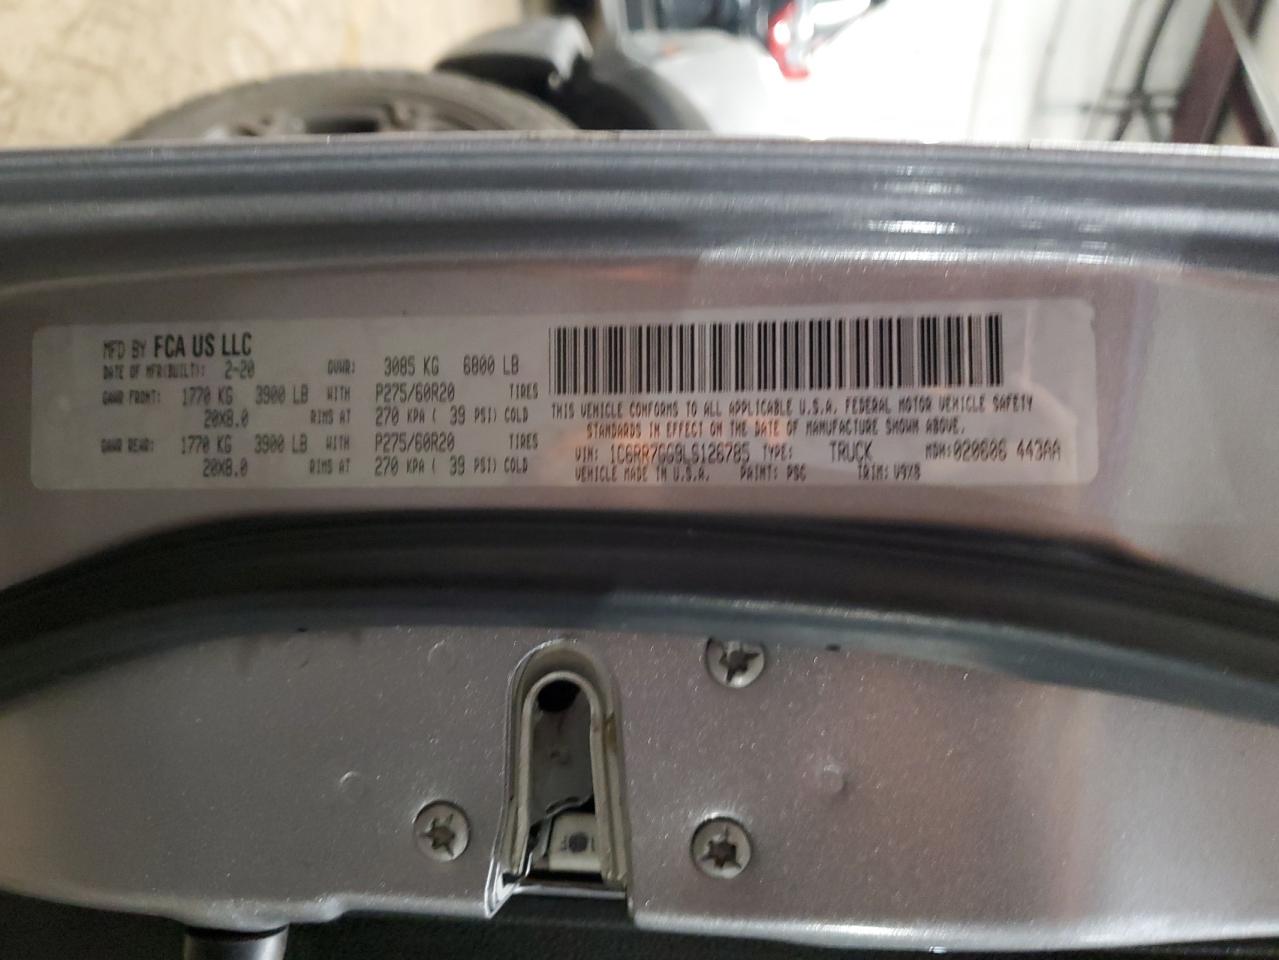 MFD BY FCA US LLC
DATE OF MFR(BUILT): 2-20 GVWR: 3085 KG 6800 LB
GAWR FRONT: 1770 KG 3900 LB WITH P275/60R20 TIRES
20X8.0 RIMS AT 270 KPA ( 39 PSI) COLD
GAWR REAR: 1770 KG 3900 LB WITH P275/60R20 TIRES
20X8.0 RIMS AT 270 KPA ( 39 PSI) COLD
THIS VEHICLE CONFORMS TO ALL APPLICABLE U.S.A. FEDERAL MOTOR VEHICLE SAFETY
STANDARDS IN EFFECT ON THE DATE OF MANUFACTURE SHOWN ABOVE.
VIN: 1C6RR7GG9LS126785 TYPE: TRUCK MDH:020606 443AA
VEHICLE MADE IN U.S.A. PAINT: PSC TRIM: V9X8